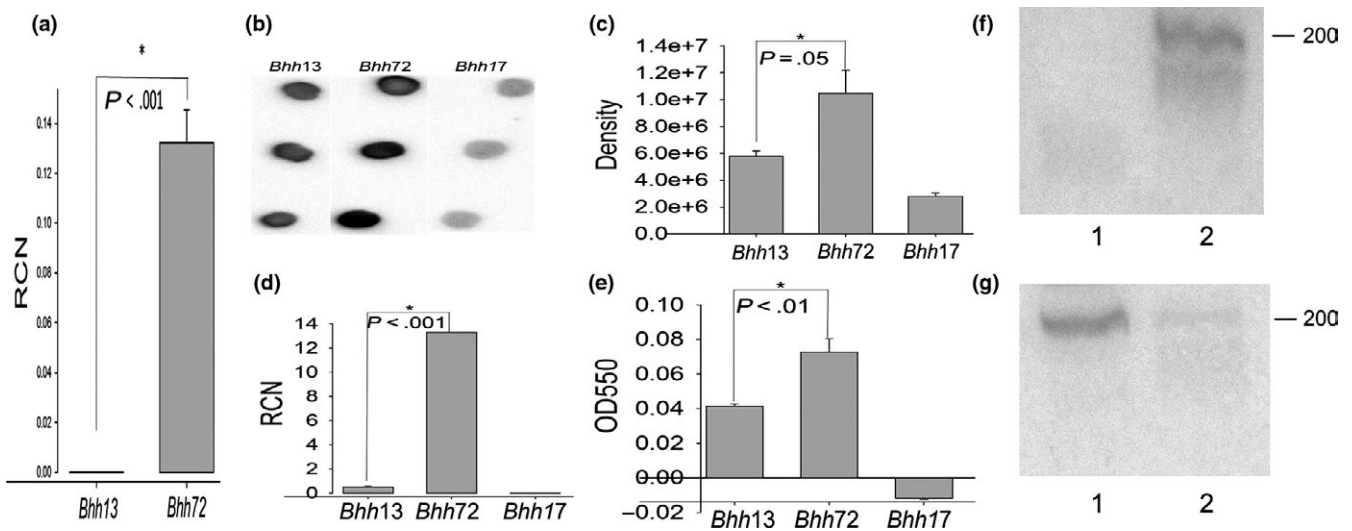 (a)
*
P < .001
RCN
0.14
0.12
0.10
0.08
0.06
0.04
0.02
0.00
Bhh13 Bhh72
(b)
Bhh13 Bhh72 Bhh17
(c)
*
P = .05
Density
1.4e+7
1.2e+7
1.0e+7
8.0e+6
6.0e+6
4.0e+6
2.0e+6
0.0
Bhh13 Bhh72 Bhh17
(d)
*
P < .001
RCN
14
12
10
8
6
4
2
0
Bhh13 Bhh72 Bhh17
(e)
*
P < .01
OD550
0.10
0.08
0.06
0.04
0.02
0.00
−0.02
Bhh13 Bhh72 Bhh17
(f)
200
1 2
(g)
200
1 2